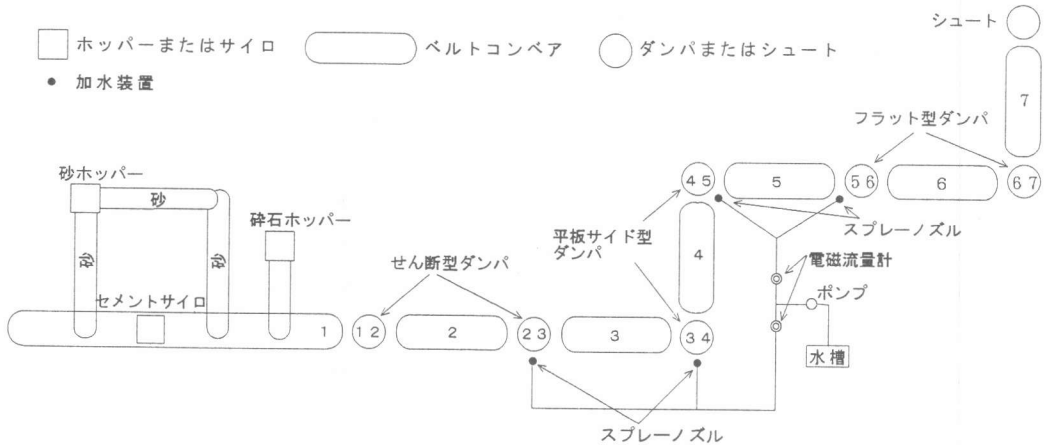 シュート
ホッパーまたはサイロ
ベルトコンベア
ダンパまたはシュート
加水装置
7
フラット型ダンパ
砂ホッパー
砂
砕石ホッパー
45
5
56
6
67
スプレーノズル
平板サイド型
ダンパ
4
せん断型ダンパ
砂
砂
電磁流量計
セメントサイロ
ポンプ
1
12
2
23
3
34
水槽
スプレーノズル